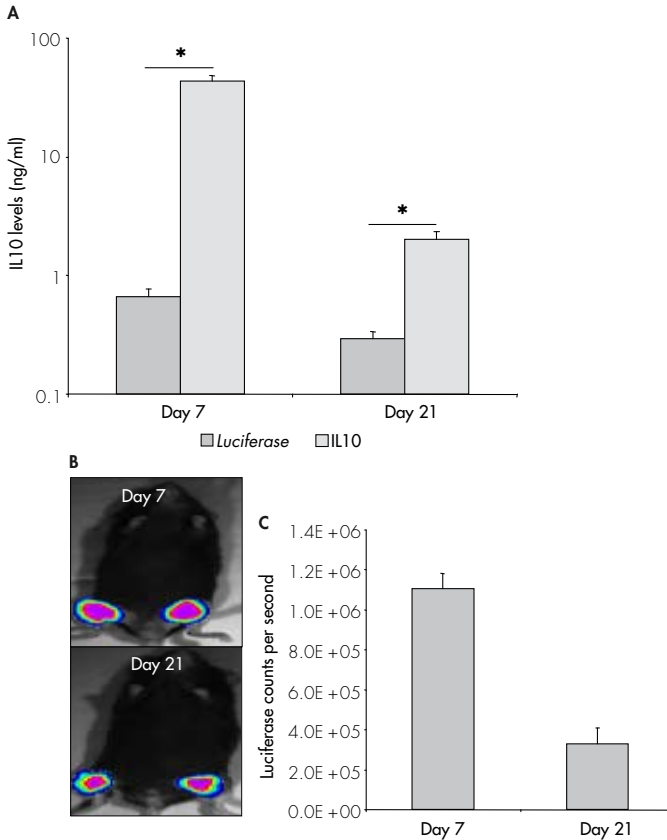 A
IL10 levels (ng/ml)
100
10
1
0.1
*
*
Day 7
Day 21
Luciferase
IL10
B
Day 7
Day 21
C
Luciferase counts per second
1.4E +06
1.2E +06
1.0E +06
8.0E +05
6.0E +05
4.0E +05
2.0E +05
0.0E +00
Day 7
Day 21